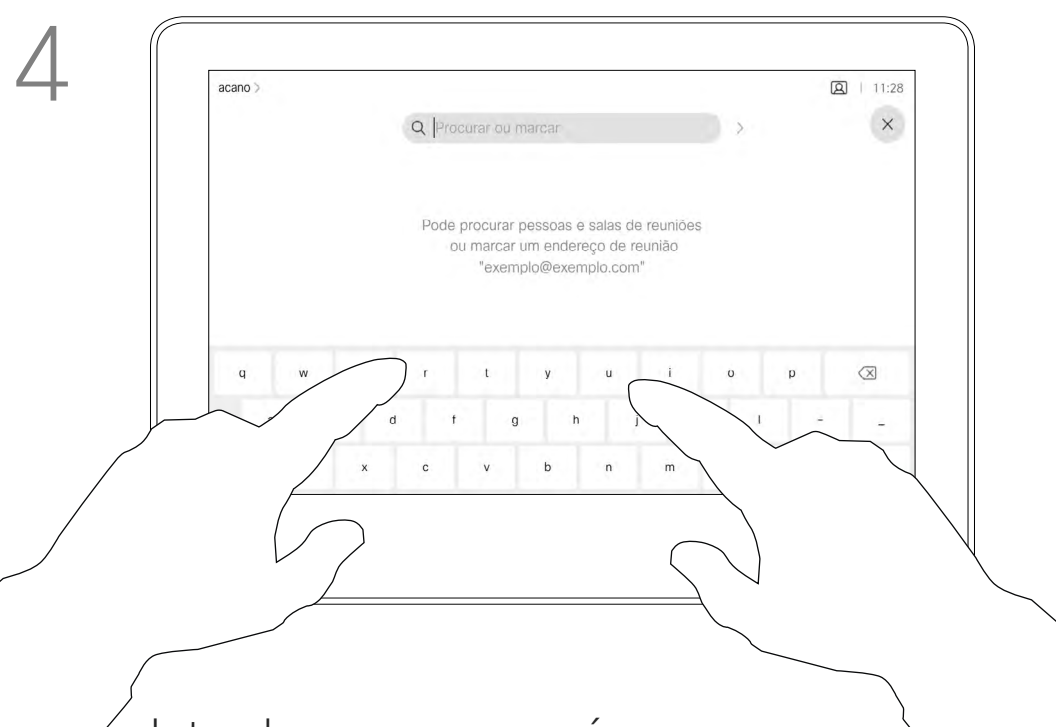 4
acano >
11:28
Procurar ou marcar >
Pode procurar pessoas e salas de reuniões
ou marcar um endereço de reunião
"exemplo@exemplo.com"
q w r t y u i o p
d f g h j l - _
x c v b n m